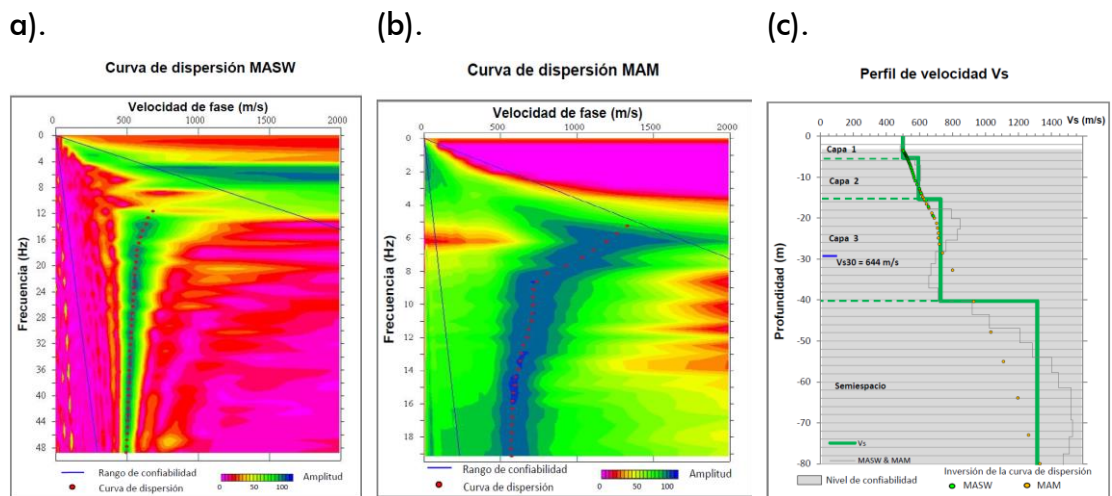 a).
(b).
(c).
Curva de dispersión MASW
Velocidad de fase (m/s)
0 500 1000 1500 2000
Frecuencia (Hz)
0
4
8
12
16
20
24
28
32
36
40
44
48
Rango de confiabilidad
Curva de dispersión
Amplitud
0 50 100
Curva de dispersión MAM
Velocidad de fase (m/s)
0 500 1000 2000
Frecuencia (Hz)
0
2
4
6
8
10
12
14
16
18
Rango de confiabilidad
Curva de dispersión
Amplitud
0 50 100
Perfil de velocidad Vs
Vs (m/s)
0 200 400 600 800 1000 1400
Profundidad (m)
0
-10
-20
-30
-40
-50
-60
-70
-80
Capa 1
Capa 2
Capa 3
Vs30 = 644 m/s
Semiespacio
Vs
MASW & MAM
Nivel de confiabilidad
Inversión de la curva de dispersión
MASW
MAM